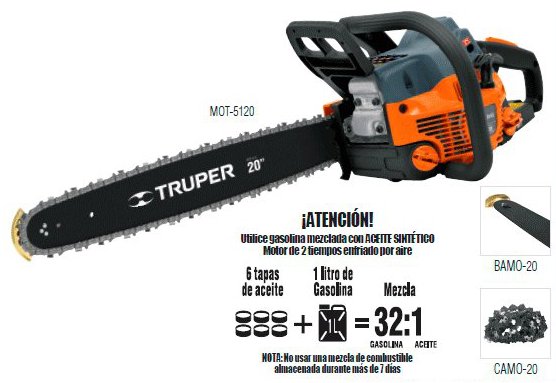 MOT-5120
TRUPER
20"
¡ATENCIÓN!
Utilice gasolina mezclada con ACEITE SINTÉTICO
Motor de 2 tiempos enfriado por aire
6 tapas
de aceite
1 litro de
Gasolina
Mezcla
+ 1L = 32:1
GASOLINA ACEITE
NOTA: No usar una mezcla de combustible
almacenada durante más de 7 días
BAMO-20
CAMO-20